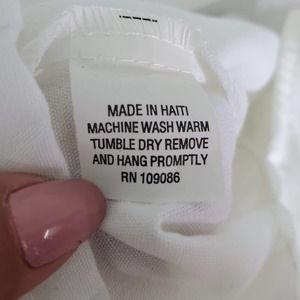 MADE IN HAITI
MACHINE WASH WARM
TUMBLE DRY REMOVE
AND HANG PROMPTLY
RN 109086